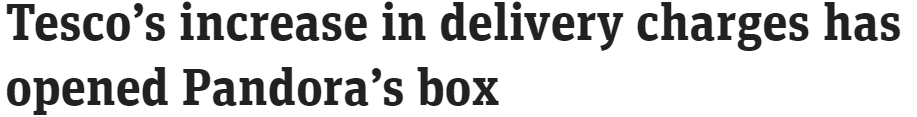 Tesco’s increase in delivery charges has
opened Pandora’s box